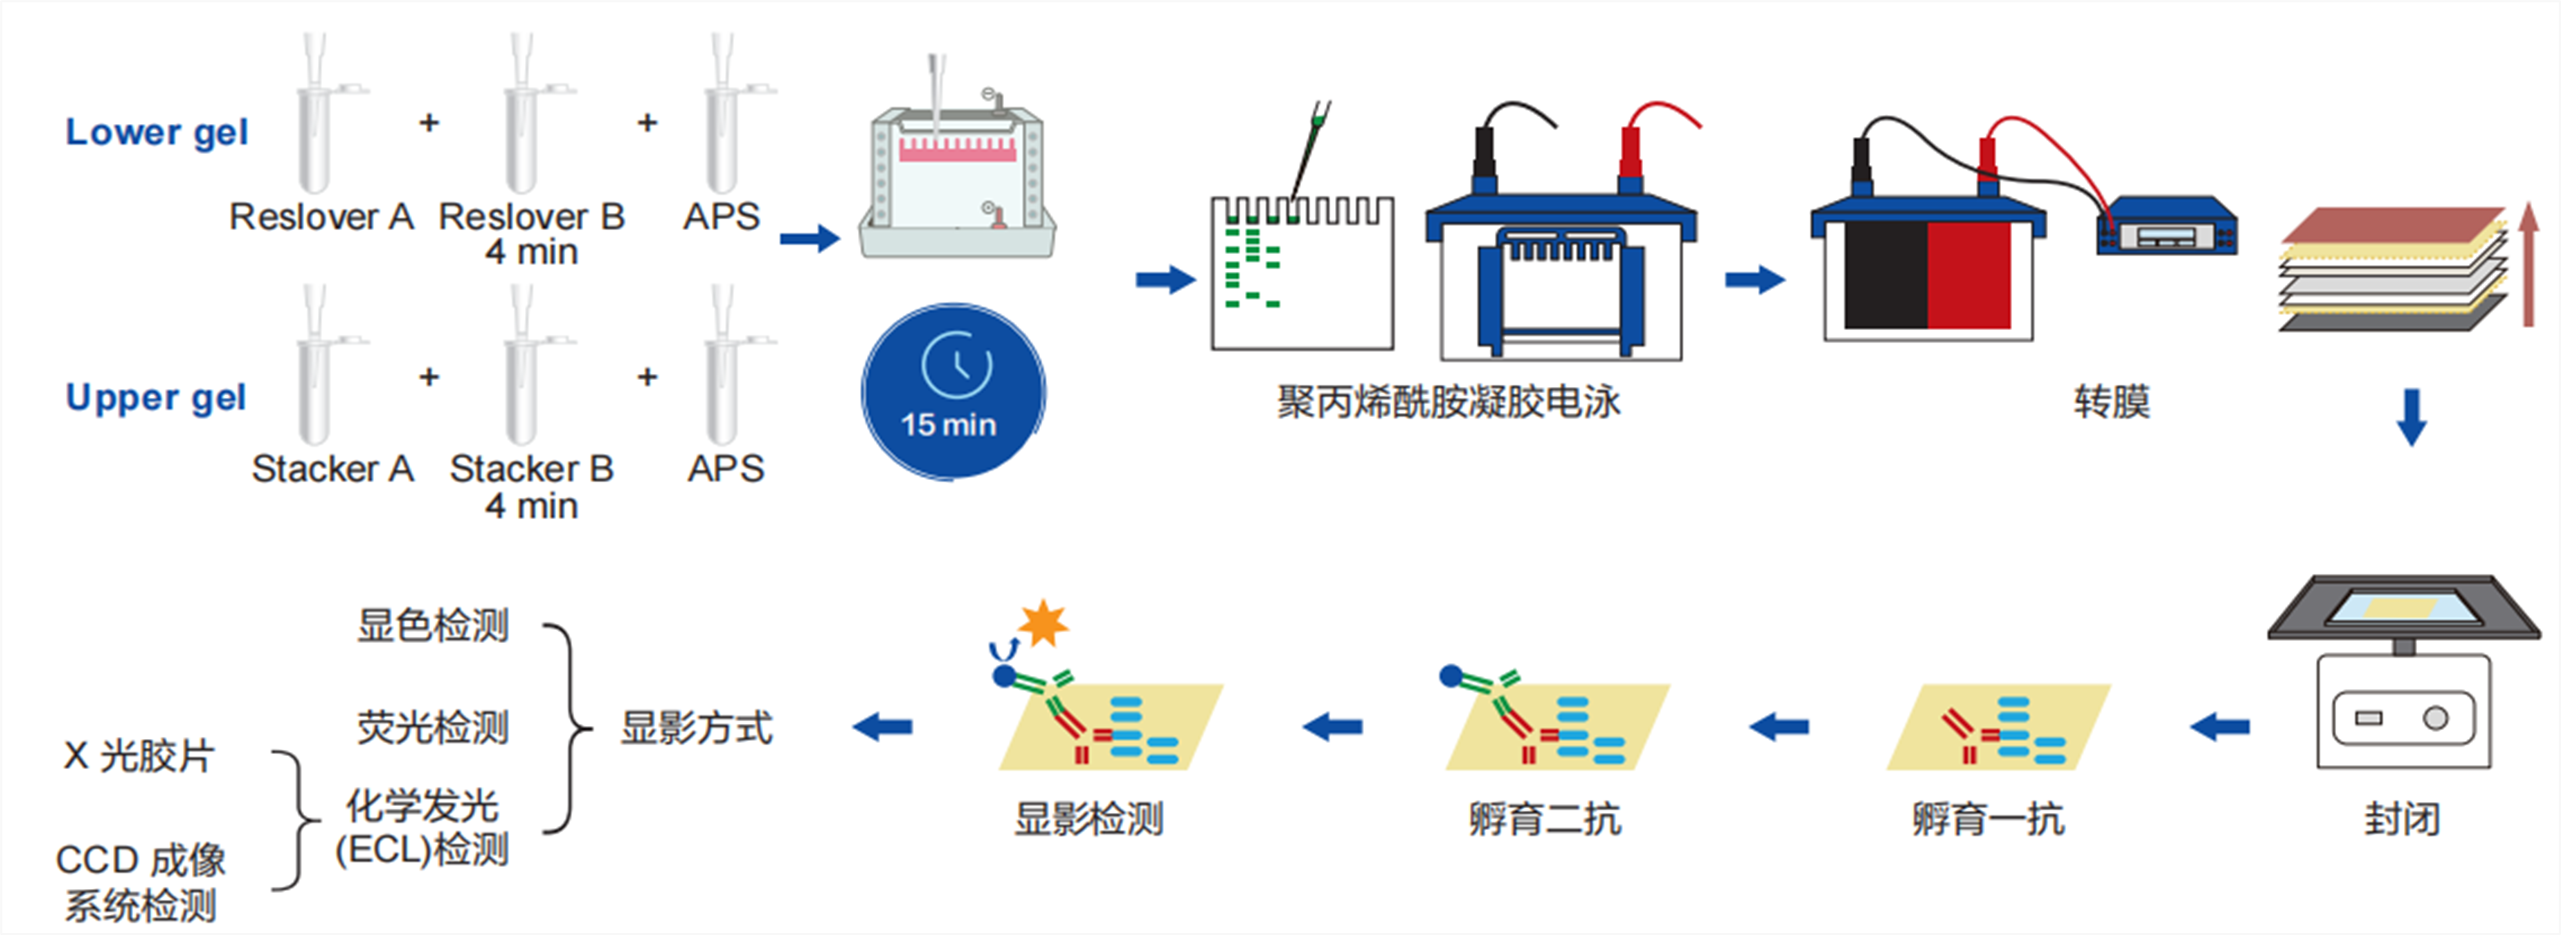 Lower gel
+
+
Reslover A
Reslover B
4 min
APS
Upper gel
+
+
Stacker A
Stacker B
4 min
APS
15 min
聚丙烯酰胺凝胶电泳
转膜
封闭
孵育一抗
孵育二抗
显影检测
显影方式
显色检测
荧光检测
化学发光
(ECL)检测
X 光胶片
CCD 成像
系统检测